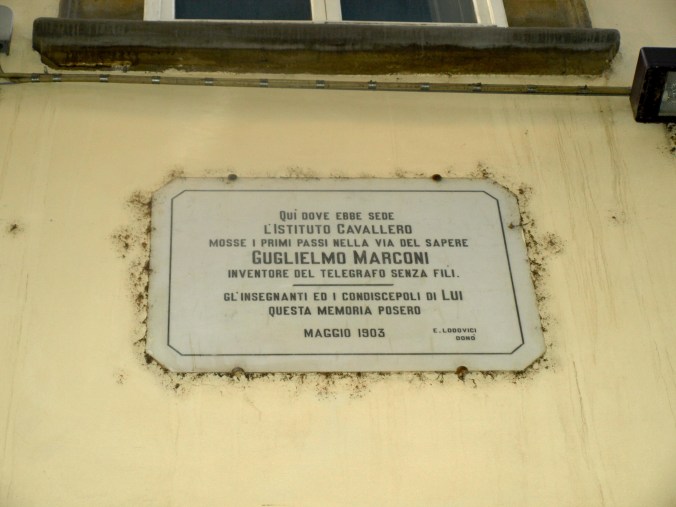 Qui dove ebbe sede
l'Istituto Cavallero
mosse i primi passi nella via del sapere
Guglielmo Marconi
inventore del telegrafo senza fili.
gl'insegnanti ed i condiscepoli di Lui
questa memoria posero
maggio 1903
E. Lodovici
donò